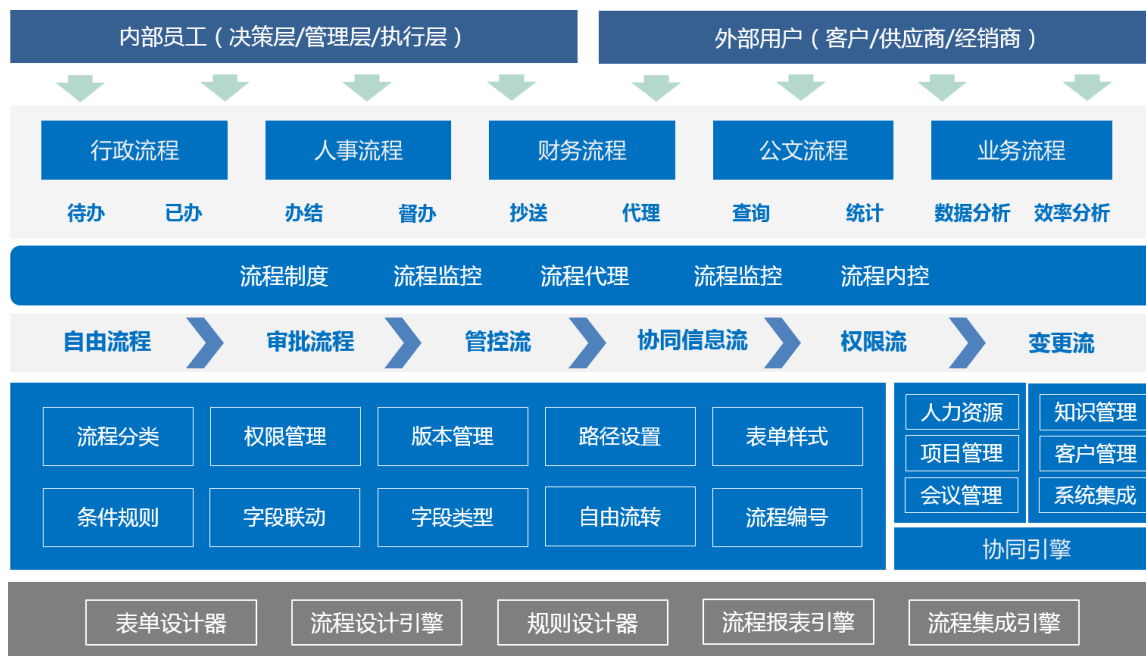 内部员工（决策层/管理层/执行层）
外部用户（客户/供应商/经销商）
行政流程 人事流程 财务流程 公文流程 业务流程
待办 已办 办结 督办 抄送 代理 查询 统计 数据分析 效率分析
流程制度 流程监控 流程代理 流程监控 流程内控
自由流程 审批流程 管控流 协同信息流 权限流 变更流
流程分类 权限管理 版本管理 路径设置 表单样式
条件规则 字段联动 字段类型 自由流转 流程编号
人力资源 知识管理
项目管理 客户管理
会议管理 系统集成
协同引擎
表单设计器 流程设计引擎 规则设计器 流程报表引擎 流程集成引擎